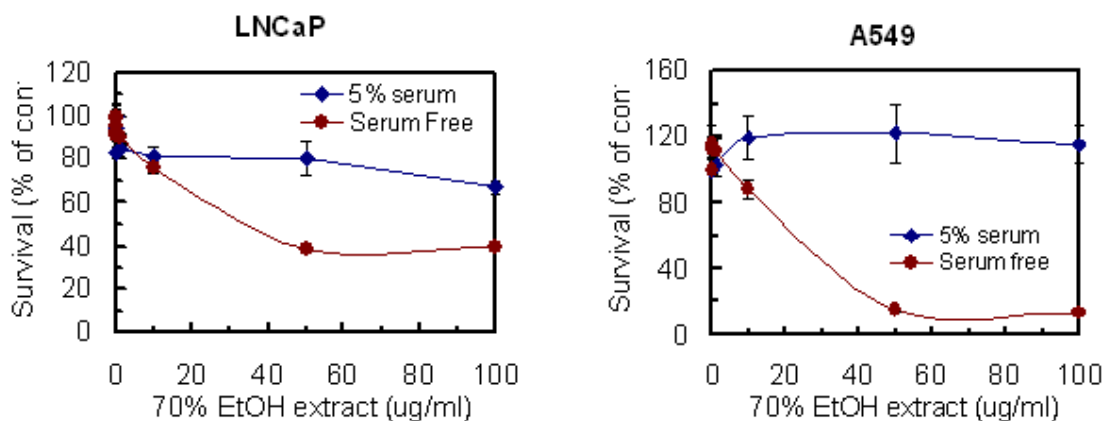 LNCaP
Survival (% of con
120
100
80
60
40
20
0
5% serum
Serum Free
0 20 40 60 80 100
70% EtOH extract (ug/ml)
A549
Survival (% of con
160
120
80
40
0
5% serum
Serum free
0 20 40 60 80 100
70% EtOH extract (ug/ml)